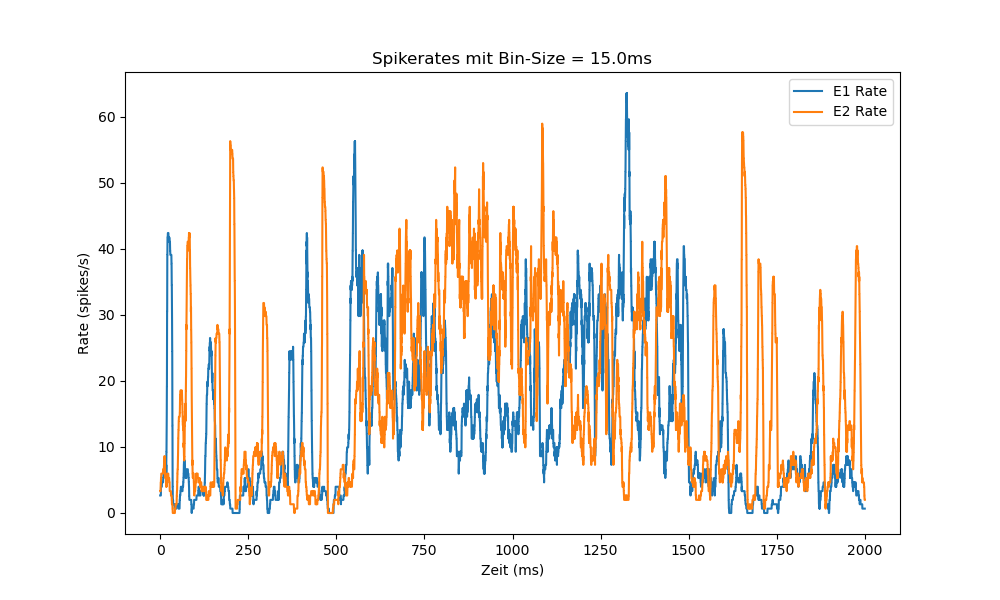 Spikerates mit Bin-Size = 15.0ms
E1 Rate
E2 Rate
Rate (spikes/s)
60
50
40
30
20
10
0
0 250 500 750 1000 1250 1500 1750 2000
Zeit (ms)